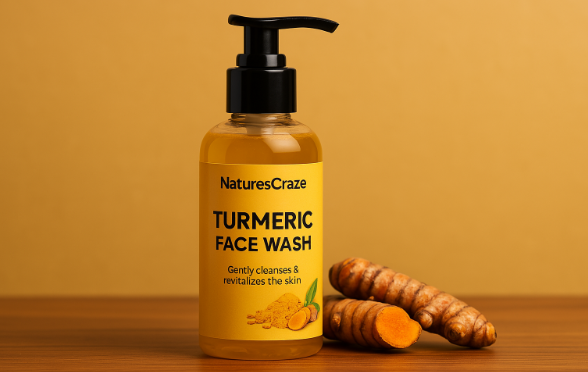 NaturesCraze
TURMERIC
FACE WASH
Gently cleanses &
revitalizes the skin